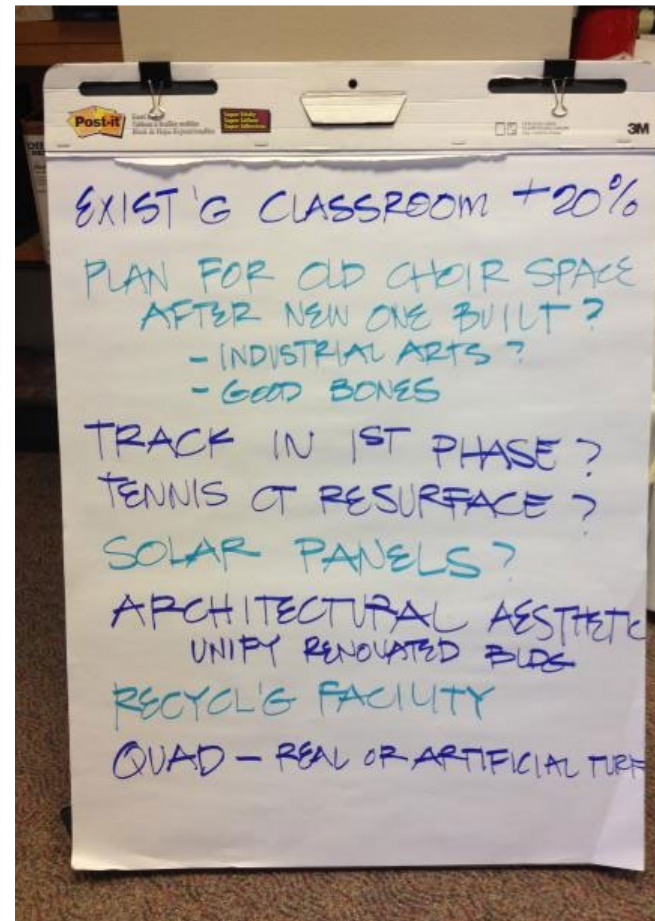 Post-it
Super Sticky
3M
EXIST'G CLASSROOM +20%
PLAN FOR OLD CHOIR SPACE
AFTER NEW ONE BUILT?
- INDUSTRIAL ARTS?
- GOOD BONES
TRACK IN 1ST PHASE?
TENNIS CT RESURFACE?
SOLAR PANELS?
ARCHITECTURAL AESTHETIC
UNIFY RENOVATED BLDG
RECYCL'G FACILITY
QUAD - REAL OR ARTIFICIAL TURF